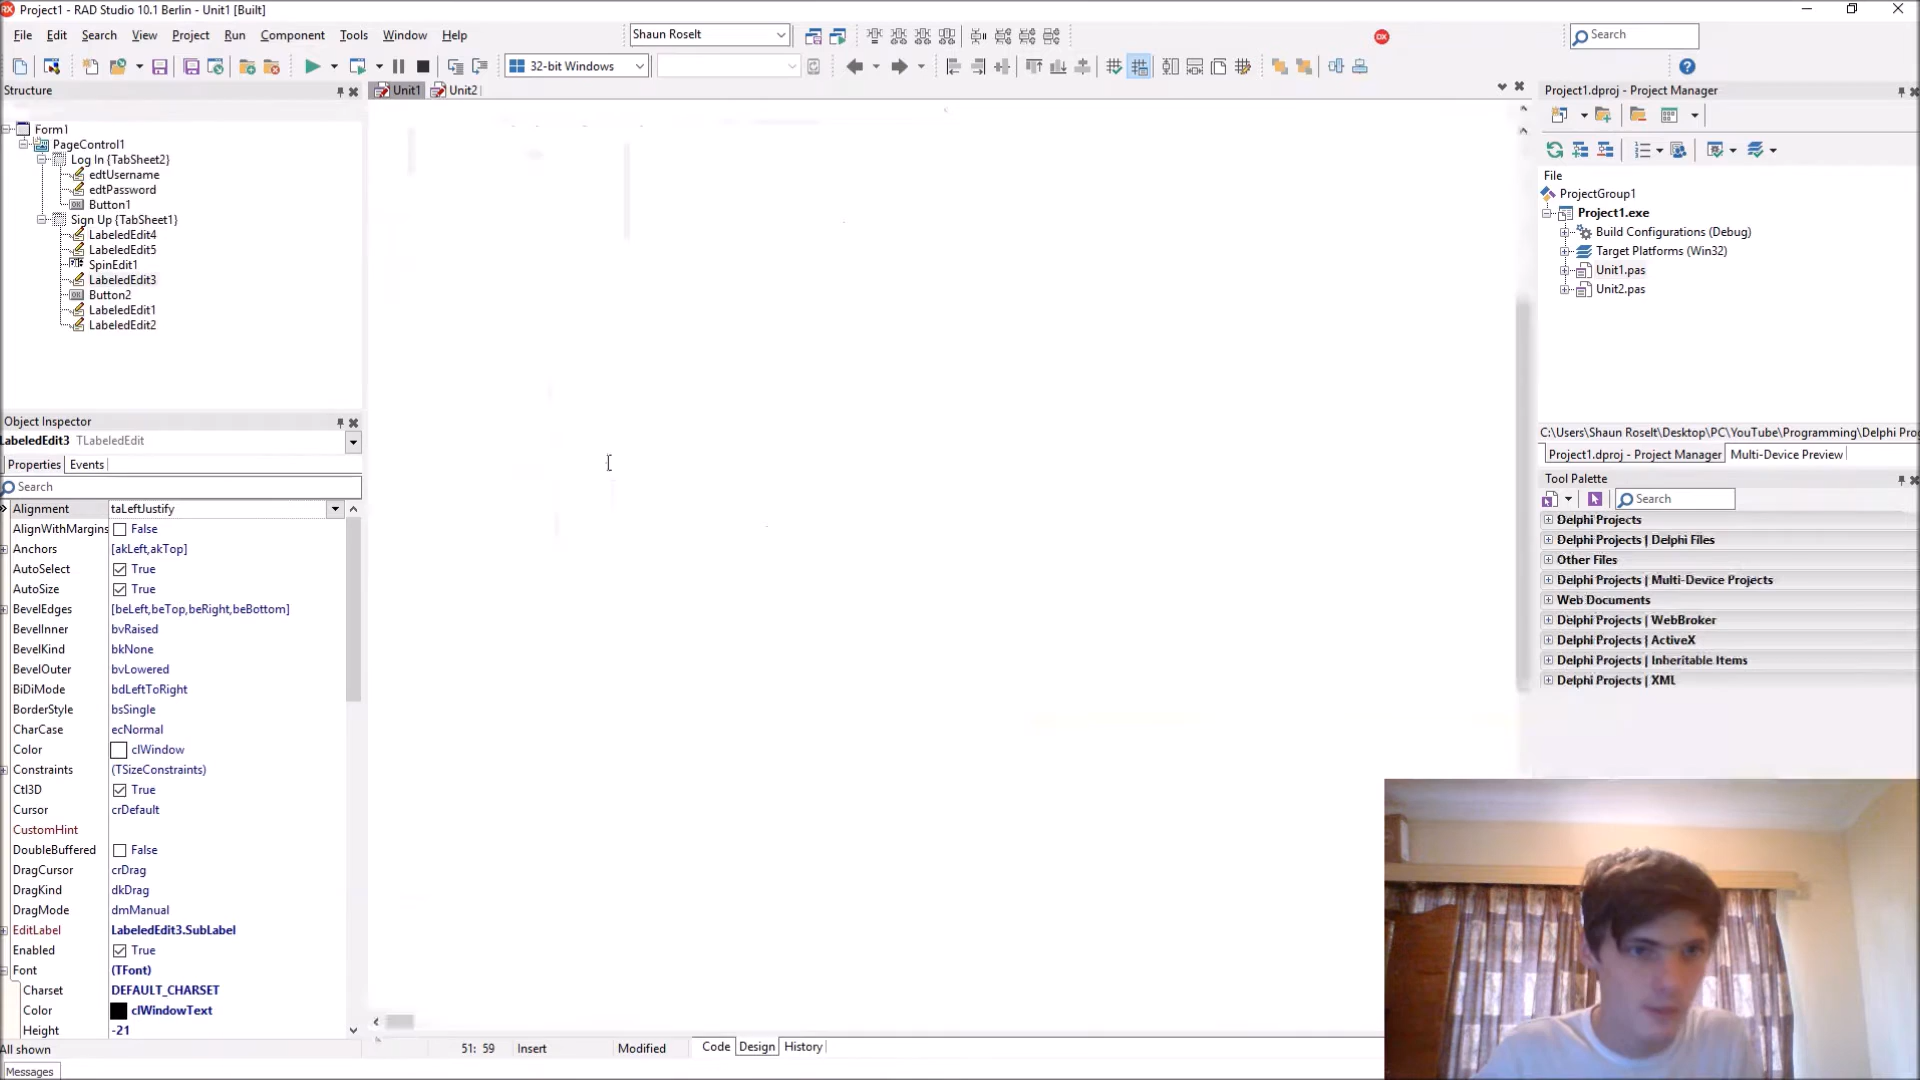 Project1 - RAD Studio 10.1 Berlin - Unit1 [Built]
File Edit Search View Project Run Component Tools Window Help
Shaun Roselt
Search
32-bit Windows
Structure
Form1
PageControl1
Log In {TabSheet2}
edtUsername
edtPassword
Button1
Sign Up {TabSheet1}
LabeledEdit4
LabeledEdit5
SpinEdit1
LabeledEdit3
Button2
LabeledEdit1
LabeledEdit2
Object Inspector
LabeledEdit3 TLabeledEdit
Properties Events
Search
Alignment taLeftJustify
AlignWithMargins False
Anchors [akLeft,akTop]
AutoSelect True
AutoSize True
BevelEdges [beLeft,beTop,beRight,beBottom]
BevelInner bvRaised
BevelKind bkNone
BevelOuter bvLowered
BiDiMode bdLeftToRight
BorderStyle bsSingle
CharCase ecNormal
Color clWindow
Constraints (TSizeConstraints)
Ctl3D True
Cursor crDefault
CustomHint
DoubleBuffered False
DragCursor crDrag
DragKind dkDrag
DragMode dmManual
EditLabel LabeledEdit3.SubLabel
Enabled True
Font (TFont)
Charset DEFAULT_CHARSET
Color clWindowText
Height -21
All shown
Messages
Unit1 Unit2
51: 59 Insert Modified Code Design History
Project1.dproj - Project Manager
File
ProjectGroup1
Project1.exe
Build Configurations (Debug)
Target Platforms (Win32)
Unit1.pas
Unit2.pas
C:\Users\Shaun Roselt\Desktop\PC\YouTube\Programming\Delphi Pro
Project1.dproj - Project Manager Multi-Device Preview
Tool Palette
Search
Delphi Projects
Delphi Projects | Delphi Files
Other Files
Delphi Projects | Multi-Device Projects
Web Documents
Delphi Projects | WebBroker
Delphi Projects | ActiveX
Delphi Projects | Inheritable Items
Delphi Projects | XML